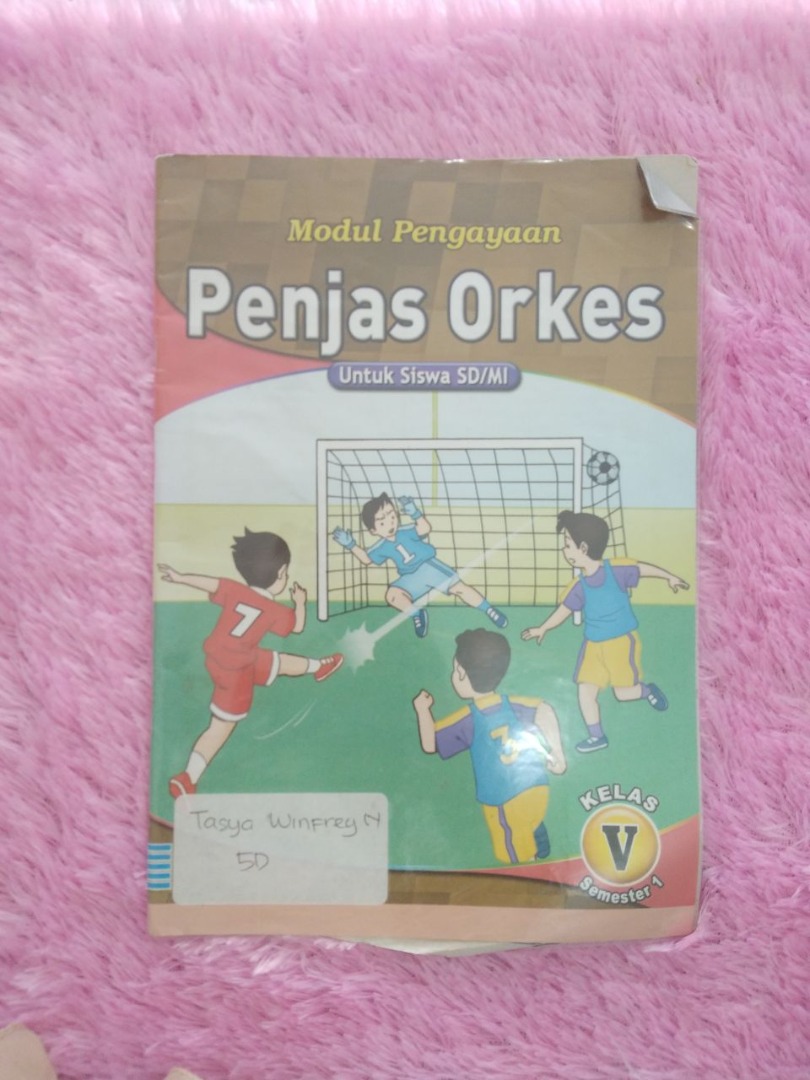 Modul Pengayaan
Penjas Orkes
Untuk Siswa SD/MI
1
7
3
Tasya Winfrey N
5D
KELAS
V
Semester 1